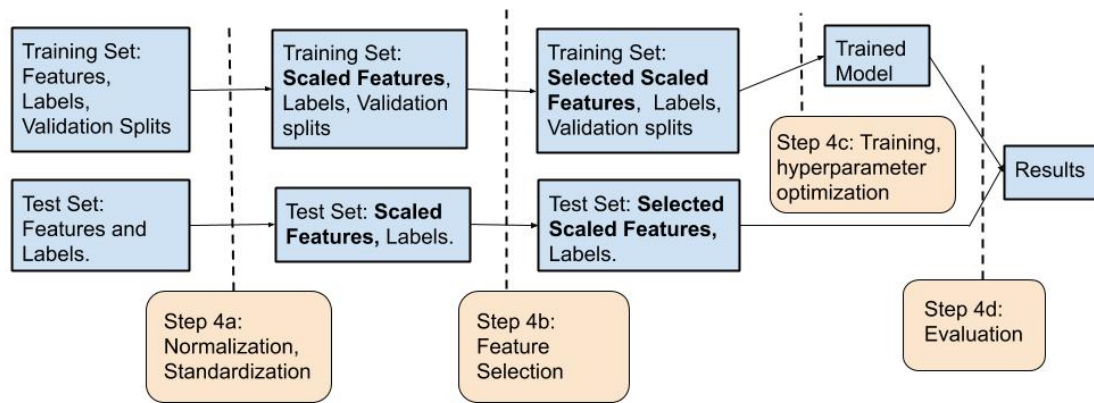 Training Set:
Features,
Labels,
Validation Splits
Training Set:
Scaled Features,
Labels, Validation
splits
Training Set:
Selected Scaled
Features, Labels,
Validation splits
Trained
Model
Step 4c: Training,
hyperparameter
optimization
Results
Test Set:
Features and
Labels.
Test Set: Scaled
Features, Labels.
Test Set: Selected
Scaled Features,
Labels.
Step 4a:
Normalization,
Standardization
Step 4b:
Feature
Selection
Step 4d:
Evaluation